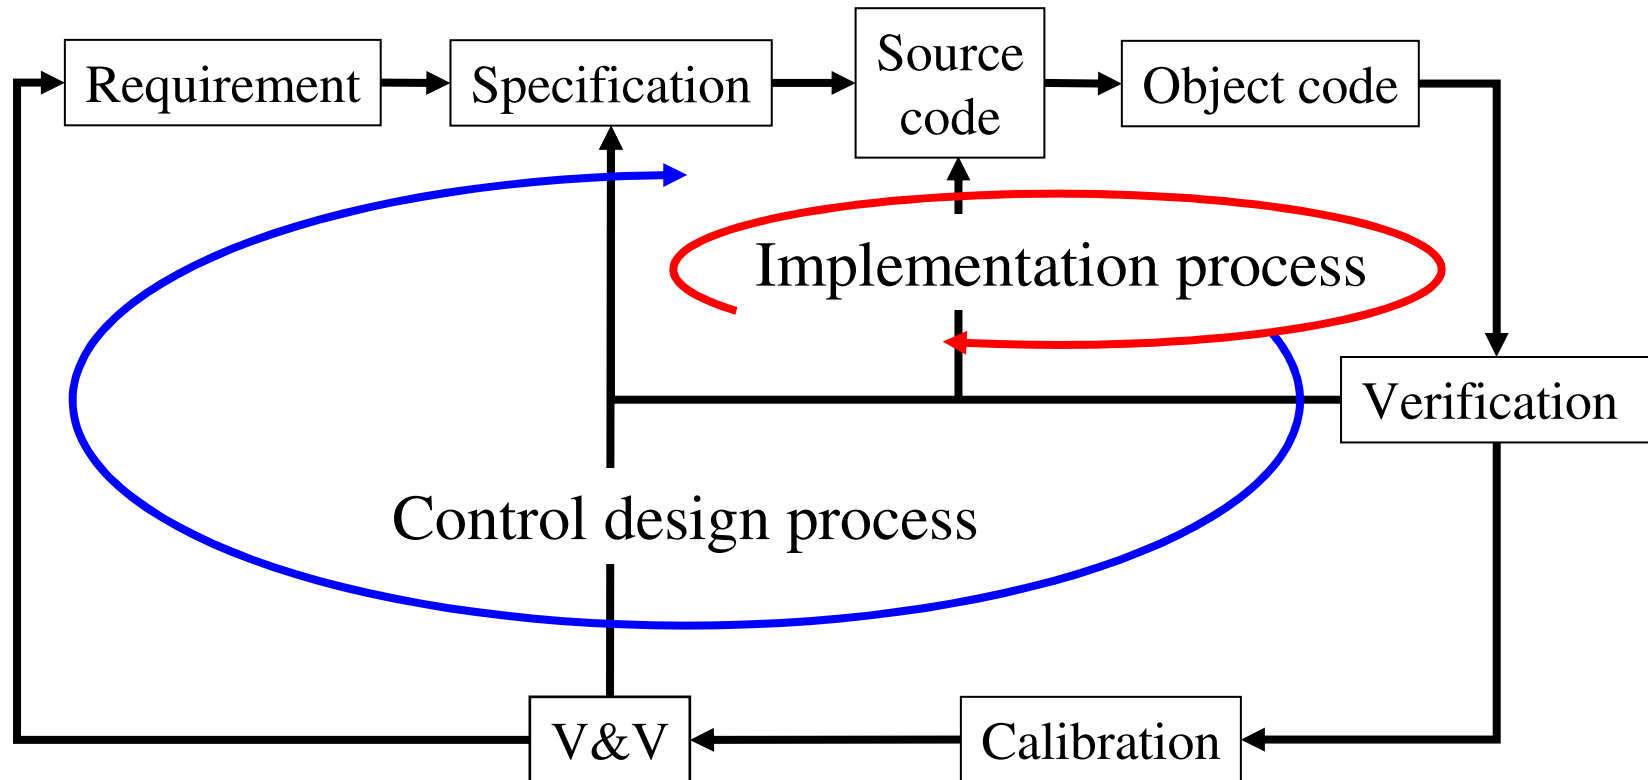 Requirement
Specification
Source
code
Object code
Implementation process
Verification
Control design process
V&V
Calibration